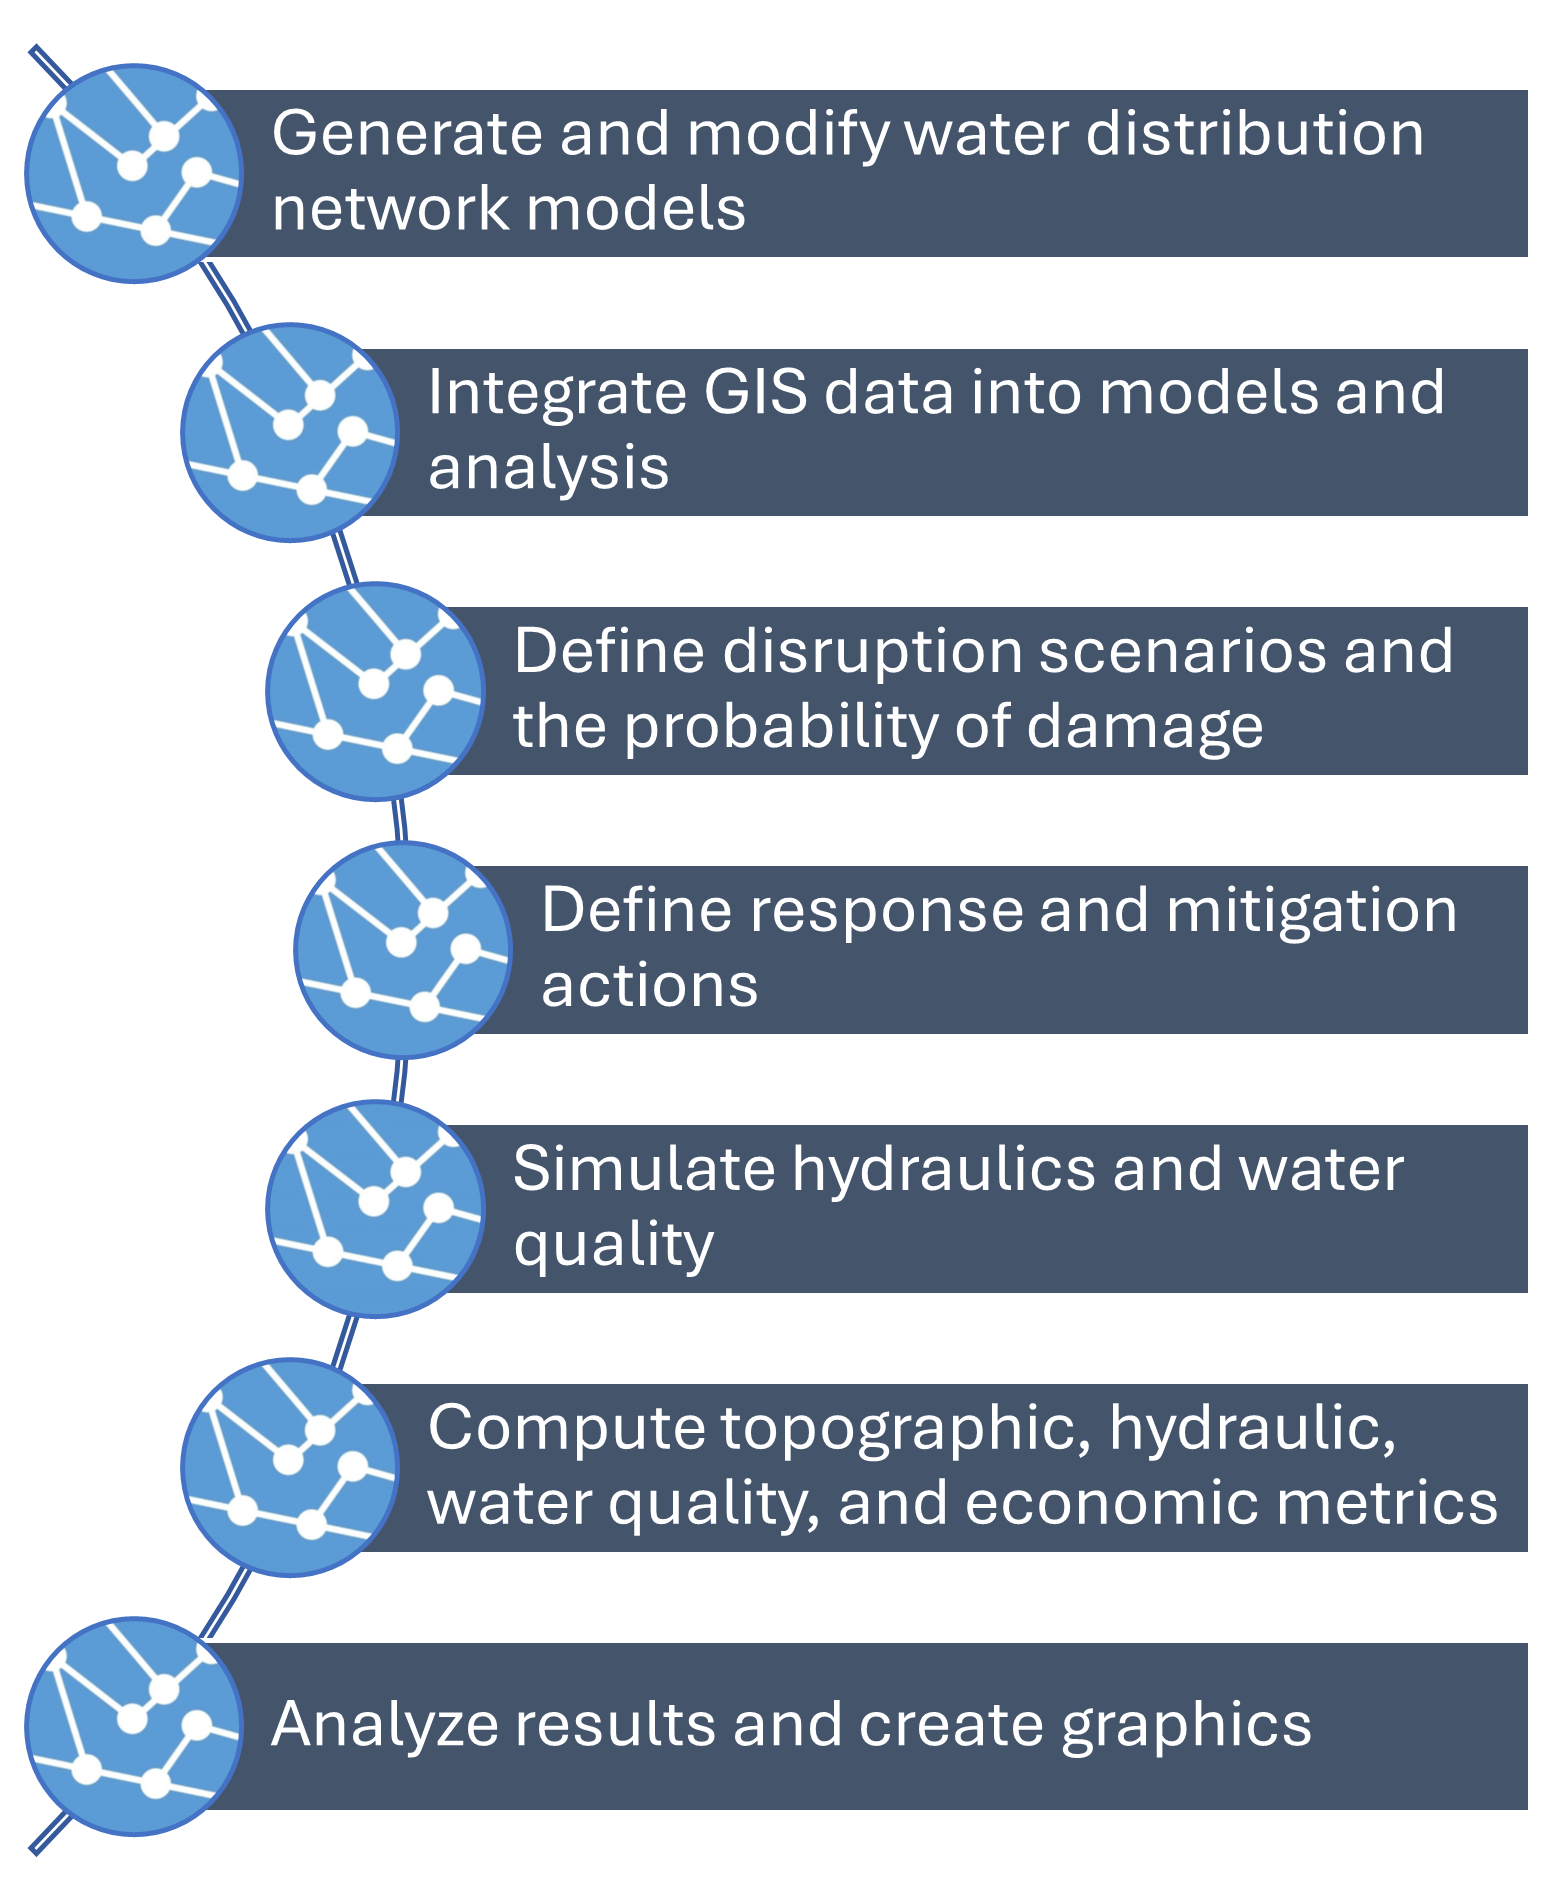 Generate and modify water distribution
network models
Integrate GIS data into models and
analysis
Define disruption scenarios and
the probability of damage
Define response and mitigation
actions
Simulate hydraulics and water
quality
Compute topographic, hydraulic,
water quality, and economic metrics
Analyze results and create graphics